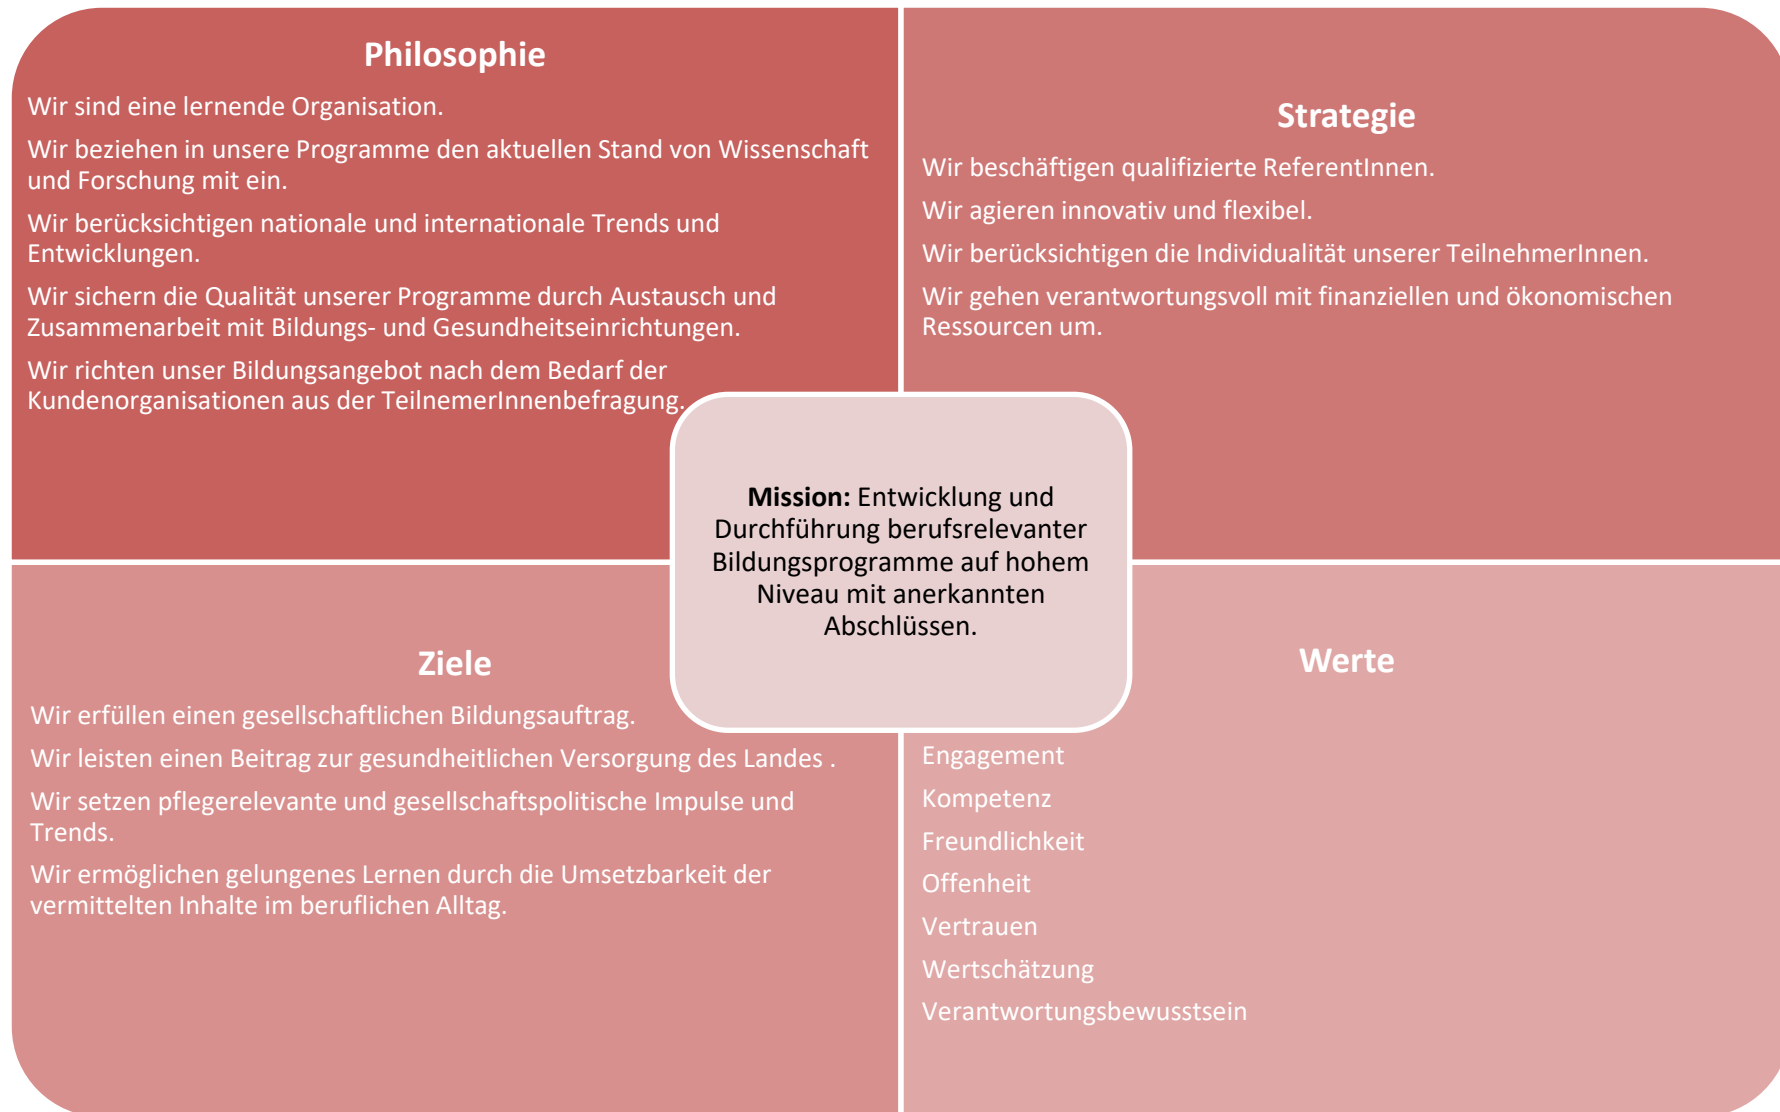 Philosophie
Wir sind eine lernende Organisation.
Wir beziehen in unsere Programme den aktuellen Stand von Wissenschaft
und Forschung mit ein.
Wir berücksichtigen nationale und internationale Trends und
Entwicklungen.
Wir sichern die Qualität unserer Programme durch Austausch und
Zusammenarbeit mit Bildungs- und Gesundheitseinrichtungen.
Wir richten unser Bildungsangebot nach dem Bedarf der
Kundenorganisationen aus der TeilnemerInnenbefragung.
Strategie
Wir beschäftigen qualifizierte ReferentInnen.
Wir agieren innovativ und flexibel.
Wir berücksichtigen die Individualität unserer TeilnehmerInnen.
Wir gehen verantwortungsvoll mit finanziellen und ökonomischen
Ressourcen um.
Mission: Entwicklung und
Durchführung berufsrelevanter
Bildungsprogramme auf hohem
Niveau mit anerkannten
Abschlüssen.
Ziele
Wir erfüllen einen gesellschaftlichen Bildungsauftrag.
Wir leisten einen Beitrag zur gesundheitlichen Versorgung des Landes .
Wir setzen pflegerelevante und gesellschaftspolitische Impulse und
Trends.
Wir ermöglichen gelungenes Lernen durch die Umsetzbarkeit der
vermittelten Inhalte im beruflichen Alltag.
Werte
Engagement
Kompetenz
Freundlichkeit
Offenheit
Vertrauen
Wertschätzung
Verantwortungsbewusstsein